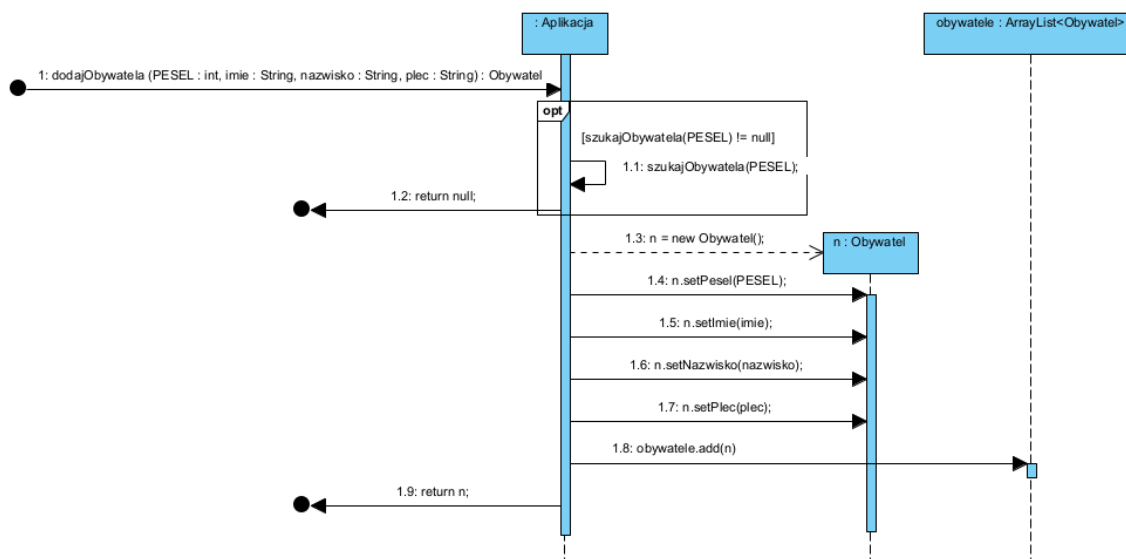 : Aplikacja
obywatele : ArrayList<Obywatel>
1: dodajObywatela (PESEL : int, imie : String, nazwisko : String, plec : String) : Obywatel
opt
[szukajObywatela(PESEL) != null]
1.1: szukajObywatela(PESEL);
1.2: return null;
1.3: n = new Obywatel();
n : Obywatel
1.4: n.setPesel(PESEL);
1.5: n.setImie(imie);
1.6: n.setNazwisko(nazwisko);
1.7: n.setPlec(plec);
1.8: obywatele.add(n)
1.9: return n;